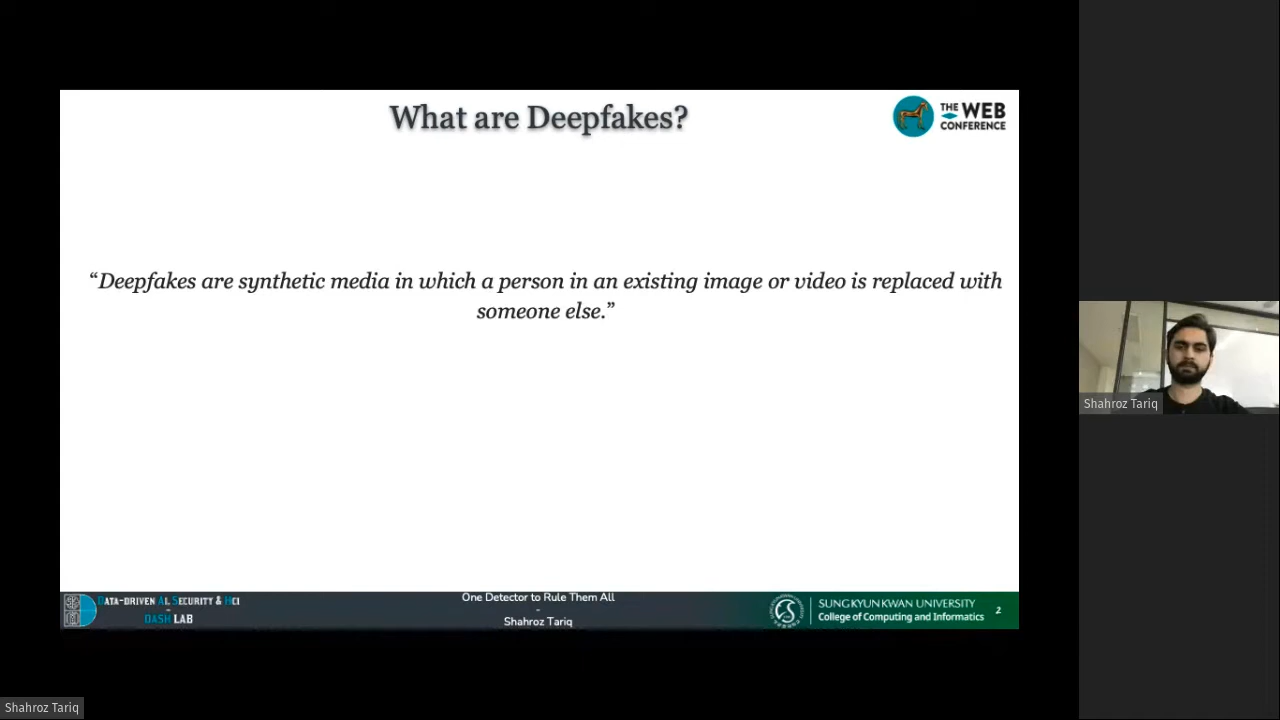 What are Deepfakes?
THE WEB
CONFERENCE
“Deepfakes are synthetic media in which a person in an existing image or video is replaced with
someone else.”
Shahroz Tariq
DATA-DRIVEN AI SECURITY & HCI
-
DASH LAB
One Detector to Rule Them All
-
Shahroz Tariq
SUNGKYUNKWAN UNIVERSITY
College of Computing and Informatics
2
Shahroz Tariq